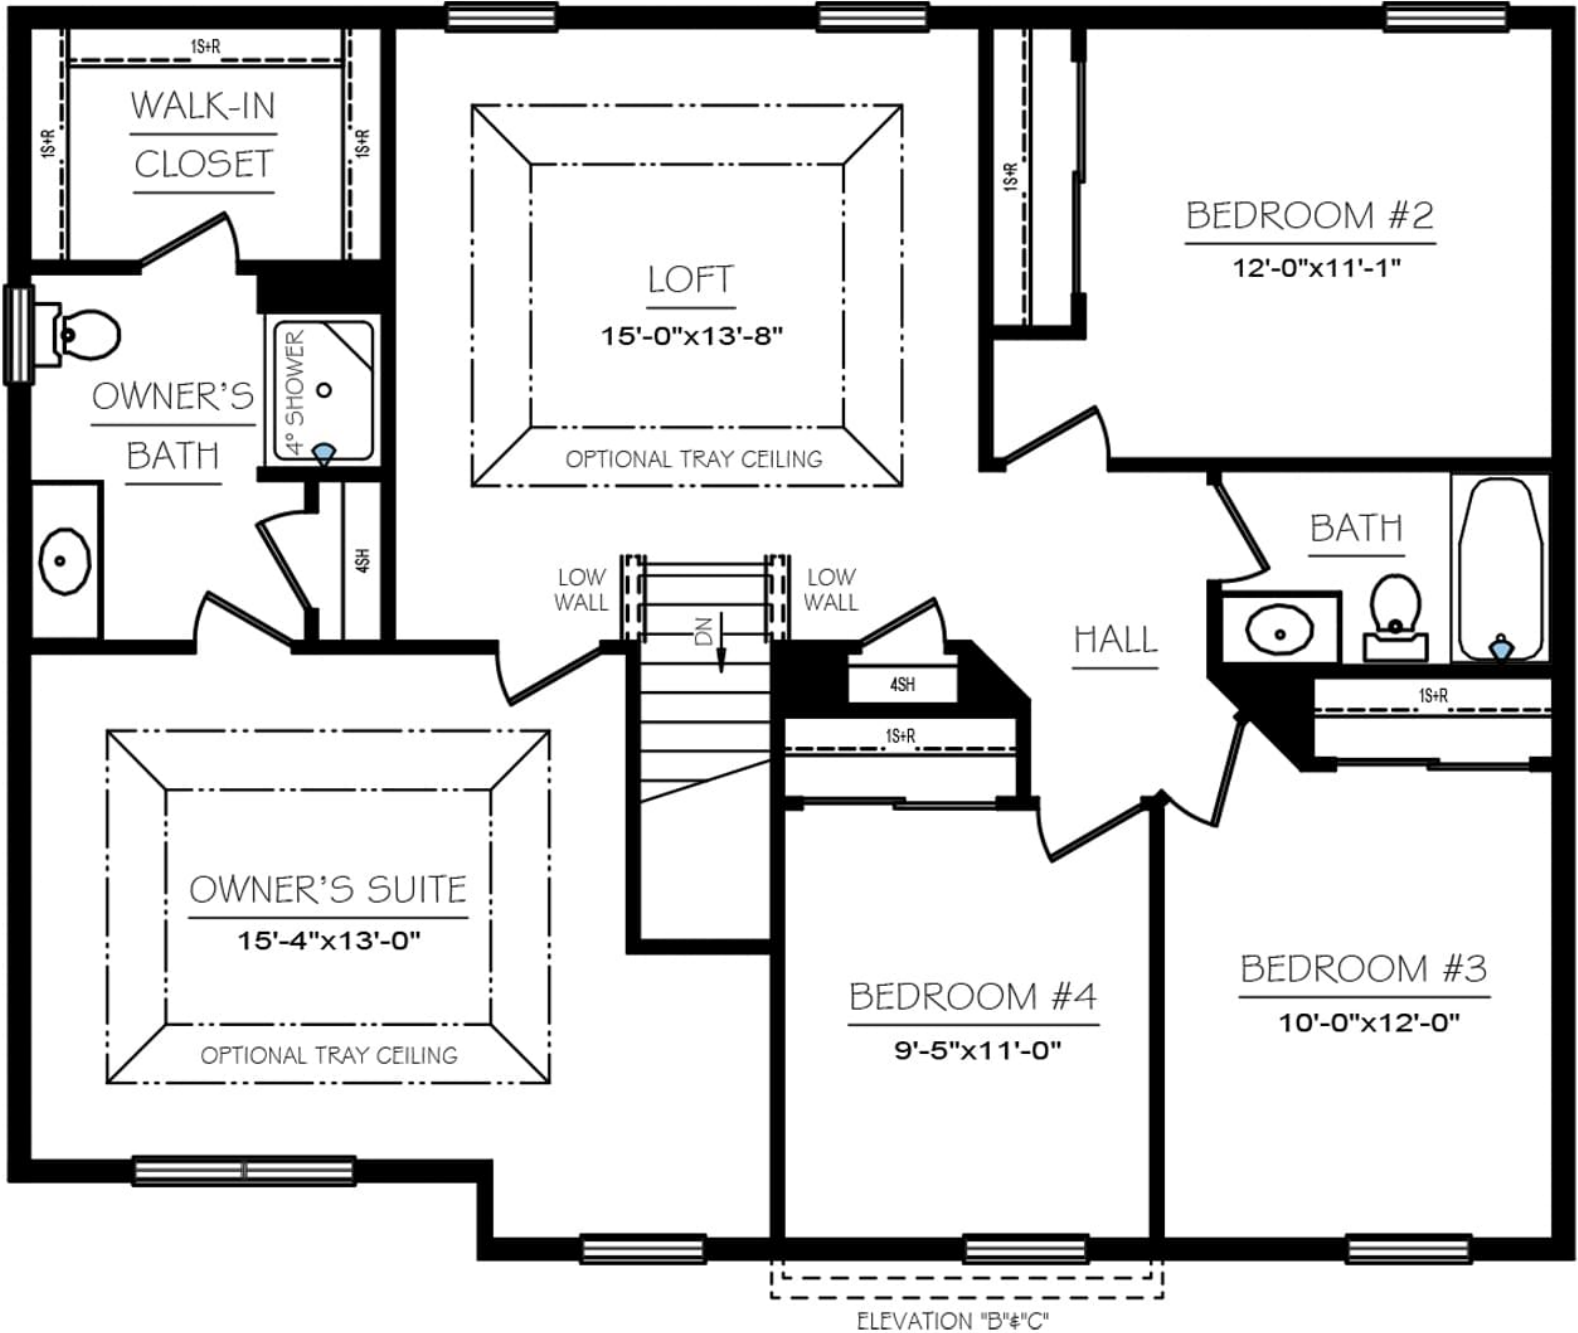 1S+R
WALK-IN
CLOSET
1S+R
1S+R
OWNER'S
BATH
4° SHOWER
4SH
LOFT
15'-0"x13'-8"
OPTIONAL TRAY CEILING
1S+R
BEDROOM #2
12'-0"x11'-1"
LOW
WALL
DN
LOW
WALL
4SH
1S+R
HALL
BATH
1S+R
OWNER'S SUITE
15'-4"x13'-0"
OPTIONAL TRAY CEILING
BEDROOM #4
9'-5"x11'-0"
BEDROOM #3
10'-0"x12'-0"
ELEVATION "B"&"C"